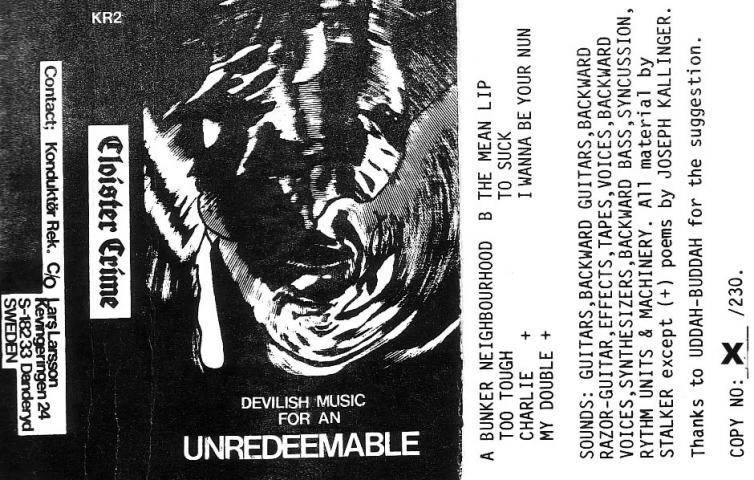 KR2
Contact; Konduktör Rek. C/o
Lars Larsson
Kevingeringen 24
S-182 33 Danderyd
SWEDEN
Cloister Crime
DEVILISH MUSIC
FOR AN
UNREDEEMABLE
A BUNKER NEIGHBOURHOOD
TOO TOUGH
CHARLIE +
MY DOUBLE +
B THE MEAN LIP
TO SUCK
I WANNA BE YOUR NUN
SOUNDS: GUITARS,BACKWARD GUITARS,BACKWARD
RAZOR-GUITAR,EFFECTS,TAPES,VOICES,BACKWARD
VOICES,SYNTHESIZERS,BACKWARD BASS,SYNCUSSION,
RYTHM UNITS & MACHINERY. All material by
STALKER except (+) poems by JOSEPH KALLINGER.
Thanks to UDDAH-BUDDAH for the suggestion.
COPY NO: X /230.